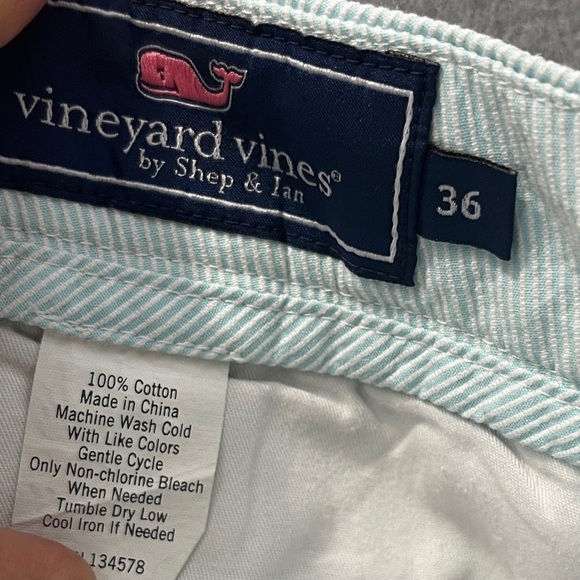 vineyard vines®
by Shep & Ian
36
100% Cotton
Made in China
Machine Wash Cold
With Like Colors
Gentle Cycle
Only Non-chlorine Bleach
When Needed
Tumble Dry Low
Cool Iron If Needed
134578